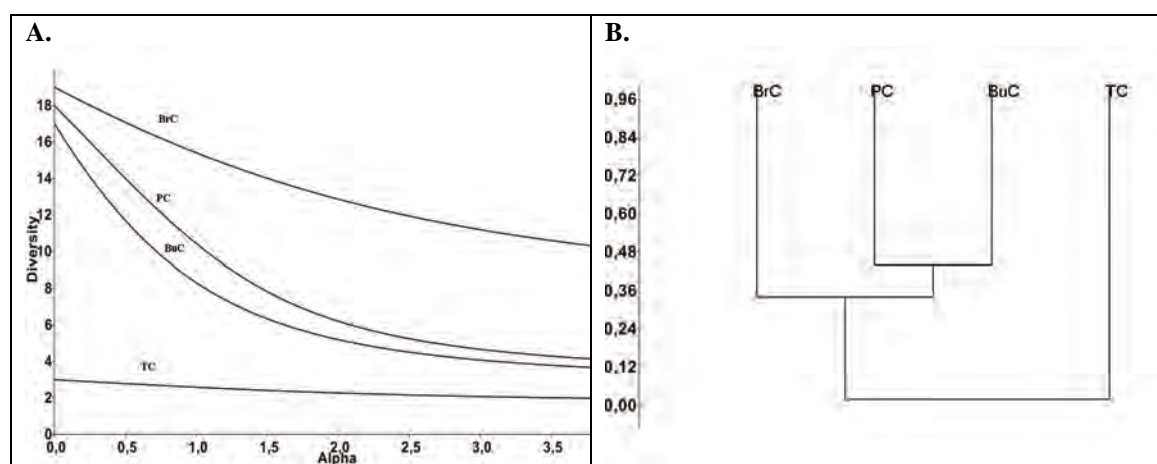 A.
18
16
14
12
10
8
6
4
2
0
Diversity
BrC
PC
BuC
TC
0,0 0,5 1,0 1,5 2,0 2,5 3,0 3,5
Alpha
B.
BrC PC BuC TC
0,96
0,84
0,72
0,60
0,48
0,36
0,24
0,12
0,00